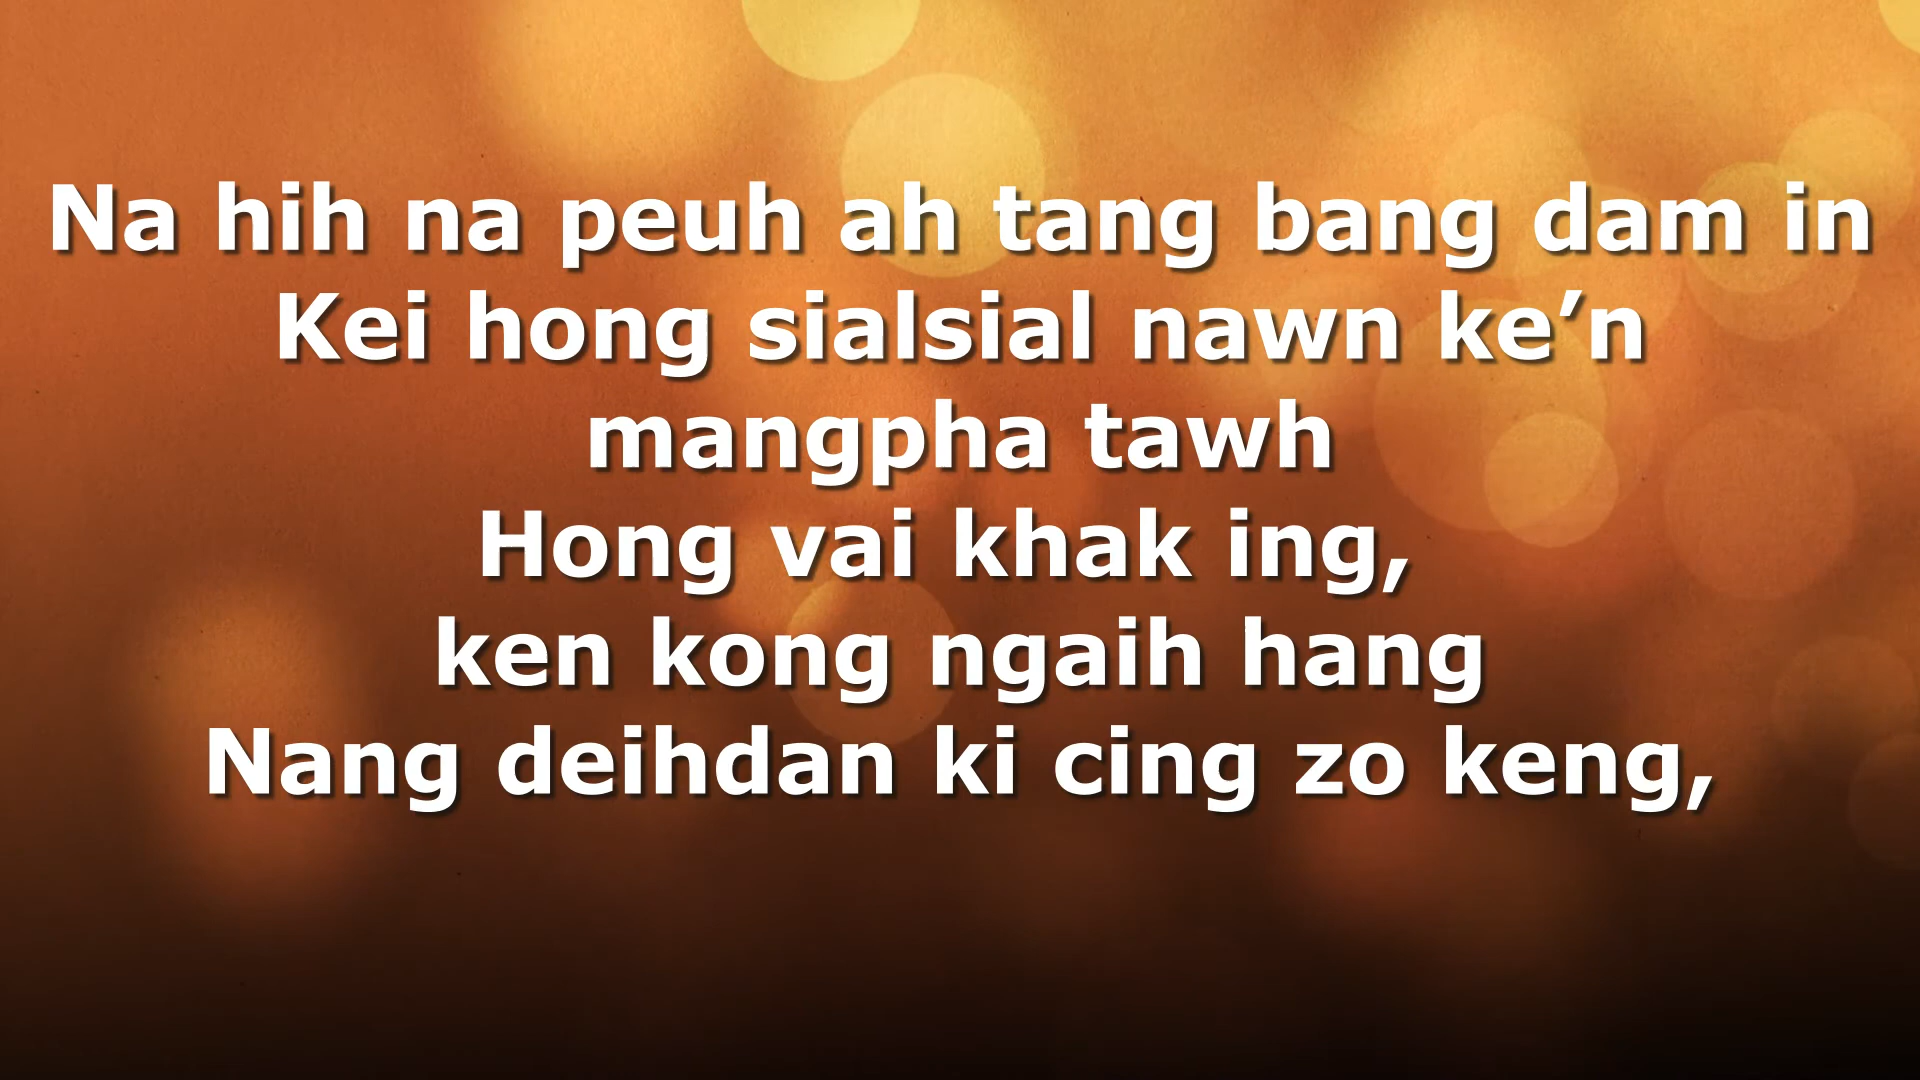 Na hih na peuh ah tang bang dam in
Kei hong sialsial nawn ke’n
mangpha tawh
Hong vai khak ing,
ken kong ngaih hang
Nang deihdan ki cing zo keng,